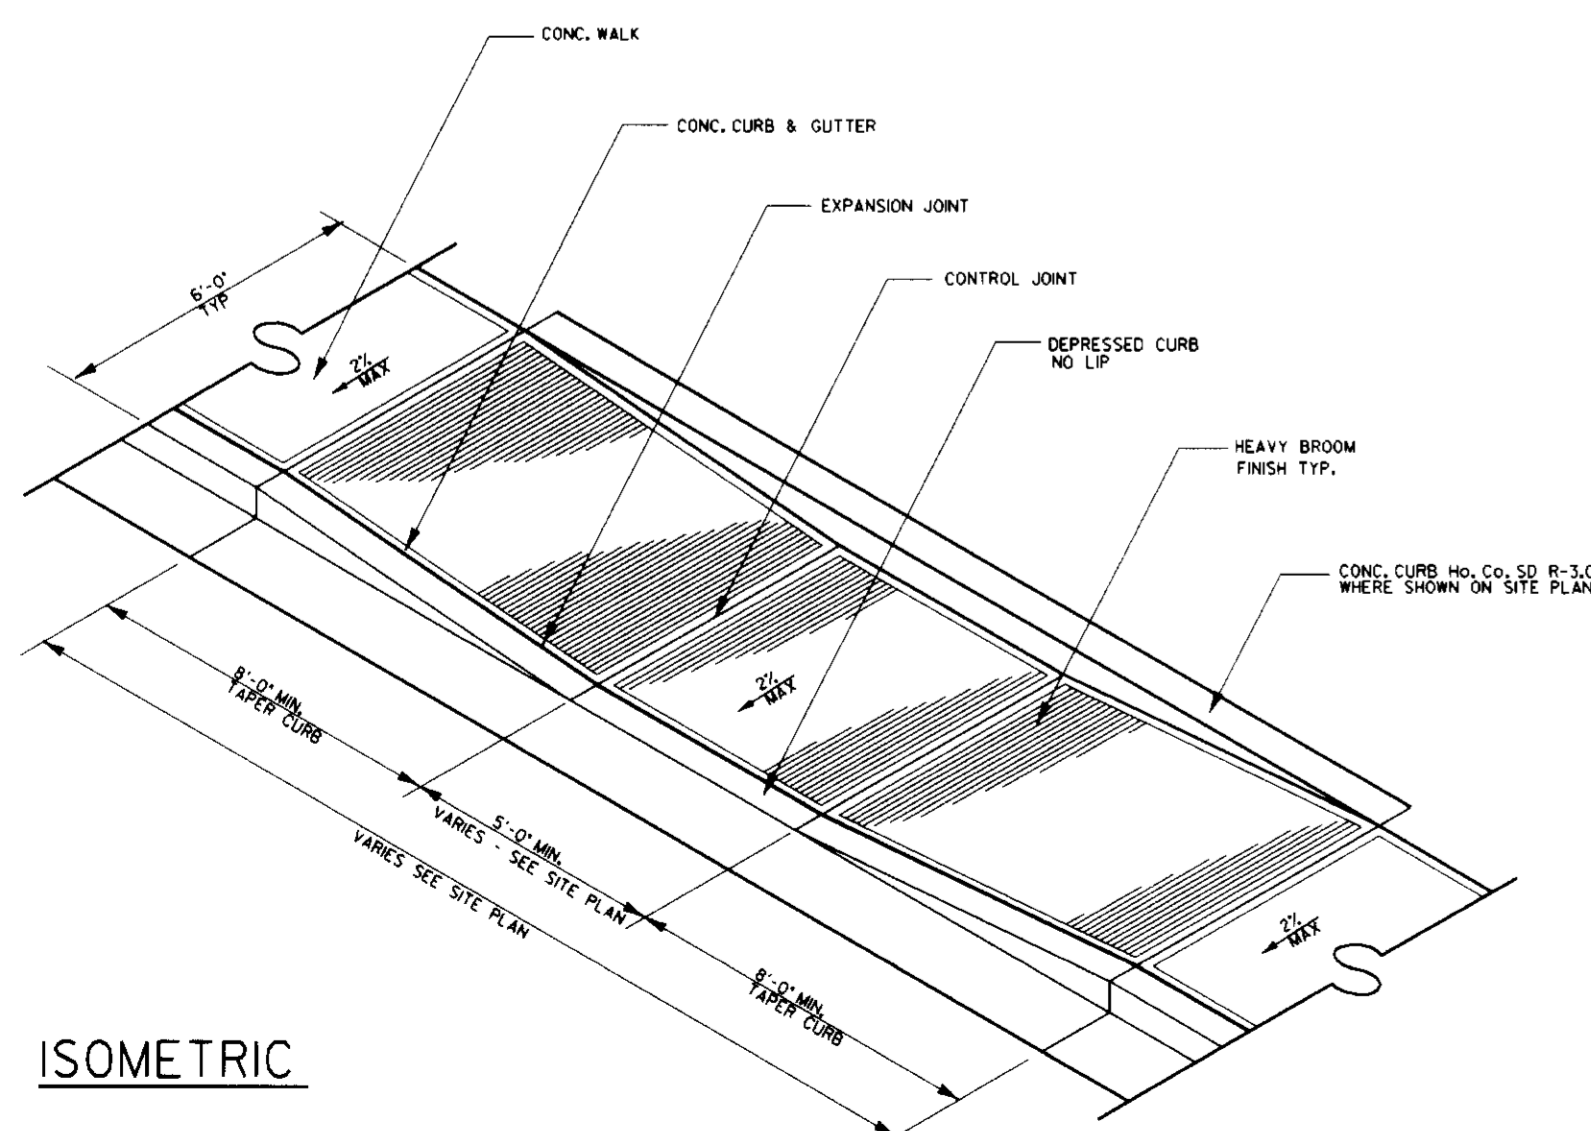 CONC. WALK
CONC. CURB & GUTTER
EXPANSION JOINT
CONTROL JOINT
DEPRESSED CURB
NO LIP
HEAVY BROOM
FINISH TYP.
CONC. CURB Ho. Co. SD R-3.0
WHERE SHOWN ON SITE PLAN
6'-0"
TYP
2%
MAX
2%
MAX
2%
MAX
8'-0" MIN.
TAPER CURB
5'-0" MIN.
VARIES - SEE SITE PLAN
VARIES SEE SITE PLAN
8'-0" MIN.
TAPER CURB
ISOMETRIC